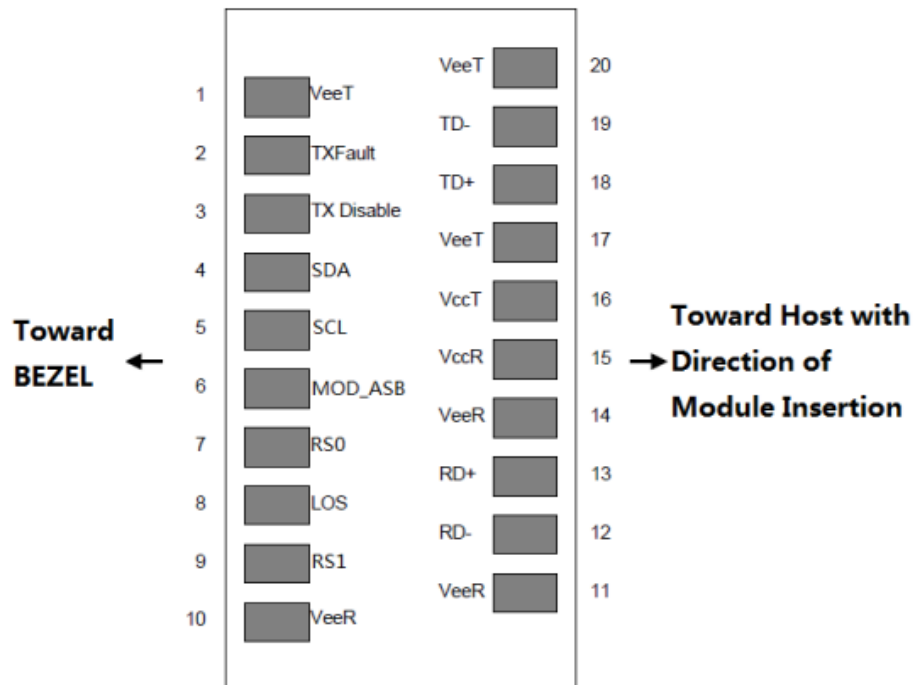 VeeT 20
1 VeeT
TD- 19
2 TXFault
TD+ 18
3 TX Disable
VeeT 17
4 SDA
VccT 16
5 SCL
Toward
BEZEL
VccR 15
Toward Host with
Direction of
Module Insertion
6 MOD_ASB
VeeR 14
7 RS0
RD+ 13
8 LOS
RD- 12
9 RS1
VeeR 11
10 VeeR